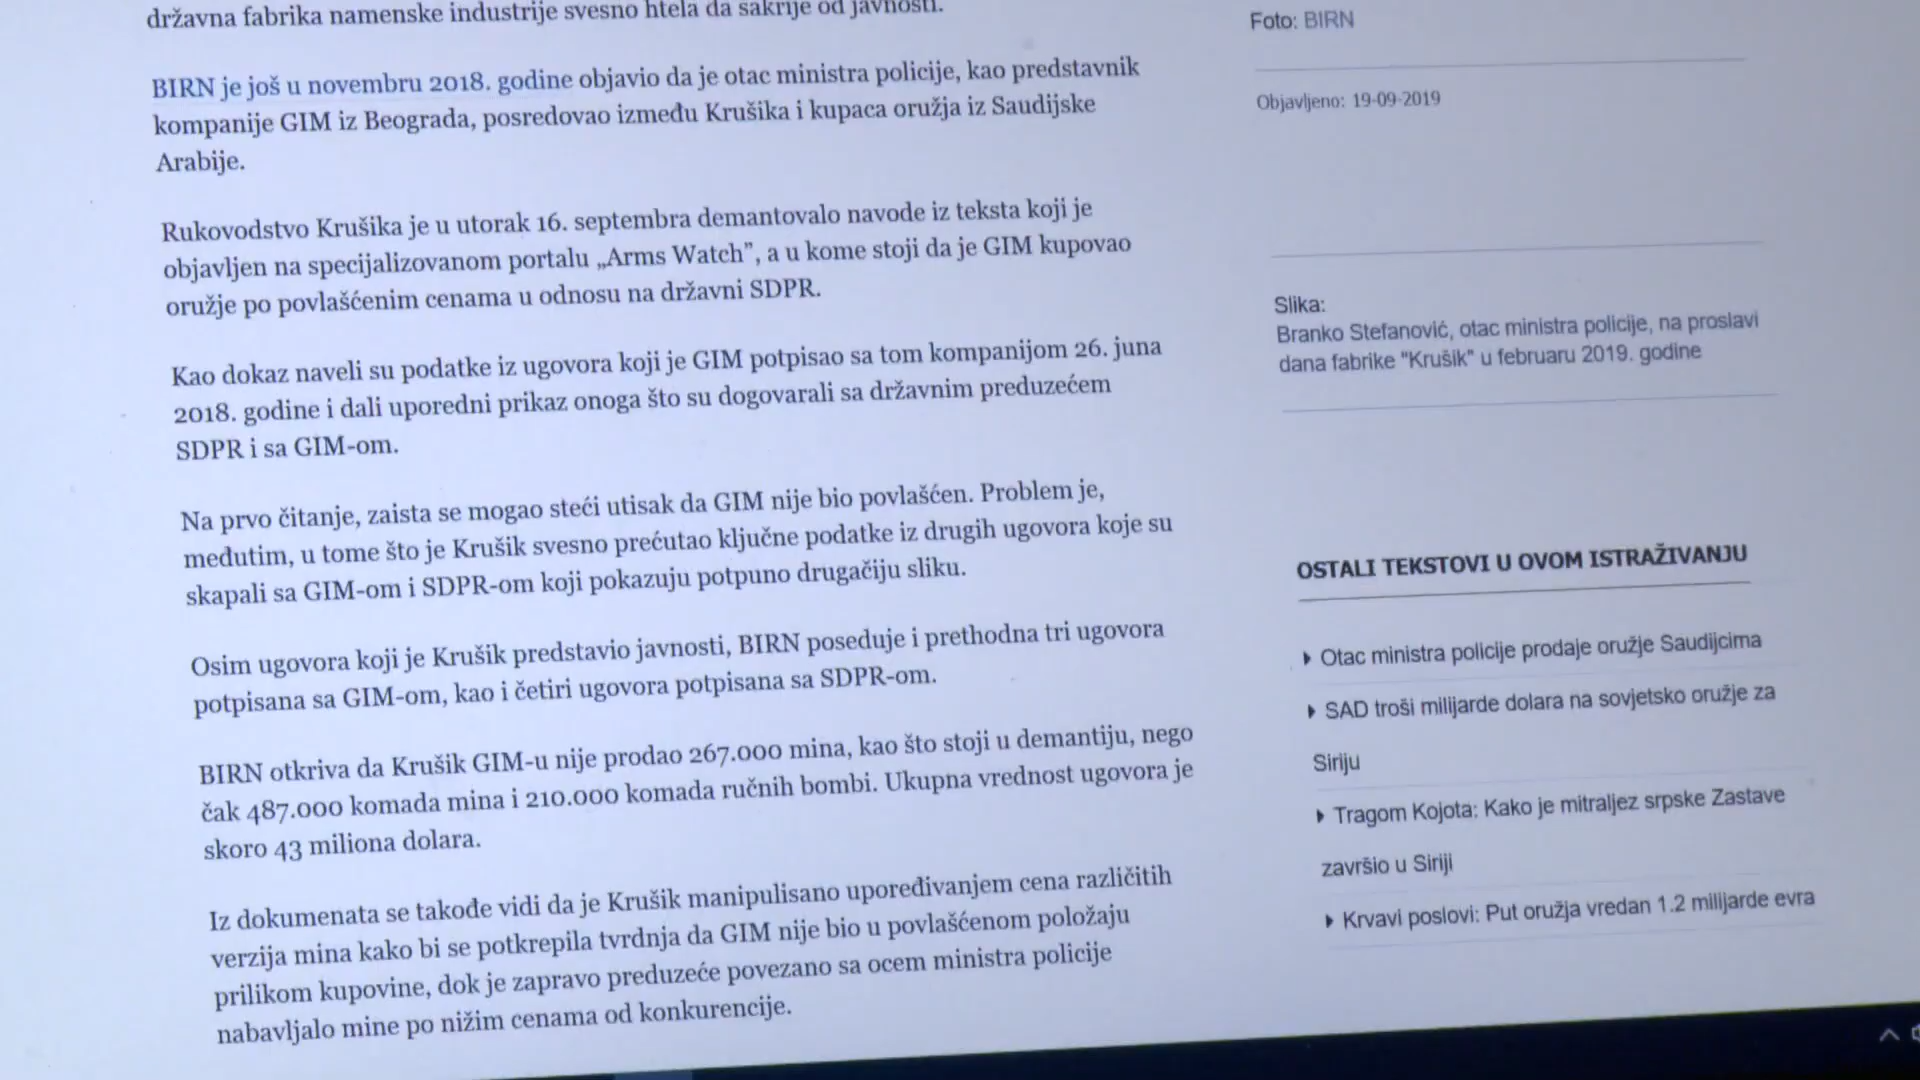 državna fabrika namenske industrije svesno htela da sakrije od javnosti.
BIRN je još u novembru 2018. godine objavio da je otac ministra policije, kao predstavnik
kompanije GIM iz Beograda, posredovao između Krušika i kupaca oružja iz Saudijske
Arabije.
Rukovodstvo Krušika je u utorak 16. septembra demantovalo navode iz teksta koji je
objavljen na specijalizovanom portalu „Arms Watch”, a u kome stoji da je GIM kupovao
oružje po povlašćenim cenama u odnosu na državni SDPR.
Kao dokaz naveli su podatke iz ugovora koji je GIM potpisao sa tom kompanijom 26. juna
2018. godine i dali uporedni prikaz onoga što su dogovarali sa državnim preduzećem
SDPR i sa GIM-om.
Na prvo čitanje, zaista se mogao steći utisak da GIM nije bio povlašćen. Problem je,
međutim, u tome što je Krušik svesno prećutao ključne podatke iz drugih ugovora koje su
skapali sa GIM-om i SDPR-om koji pokazuju potpuno drugačiju sliku.
Osim ugovora koji je Krušik predstavio javnosti, BIRN poseduje i prethodna tri ugovora
potpisana sa GIM-om, kao i četiri ugovora potpisana sa SDPR-om.
BIRN otkriva da Krušik GIM-u nije prodao 267.000 mina, kao što stoji u demantiju, nego
čak 487.000 komada mina i 210.000 komada ručnih bombi. Ukupna vrednost ugovora je
skoro 43 miliona dolara.
Iz dokumenata se takođe vidi da je Krušik manipulisano upoređivanjem cena različitih
verzija mina kako bi se potkrepila tvrdnja da GIM nije bio u povlašćenom položaju
prilikom kupovine, dok je zapravo preduzeće povezano sa ocem ministra policije
nabavljalo mine po nižim cenama od konkurencije.
Foto: BIRN
Objavljeno: 19-09-2019
Slika:
Branko Stefanović, otac ministra policije, na proslavi
dana fabrike "Krušik" u februaru 2019. godine
OSTALI TEKSTOVI U OVOM ISTRAŽIVANJU
Otac ministra policije prodaje oružje Saudijcima
SAD troši milijarde dolara na sovjetsko oružje za
Siriju
Tragom Kojota: Kako je mitraljez srpske Zastave
završio u Siriji
Krvavi poslovi: Put oružja vredan 1.2 milijarde evra